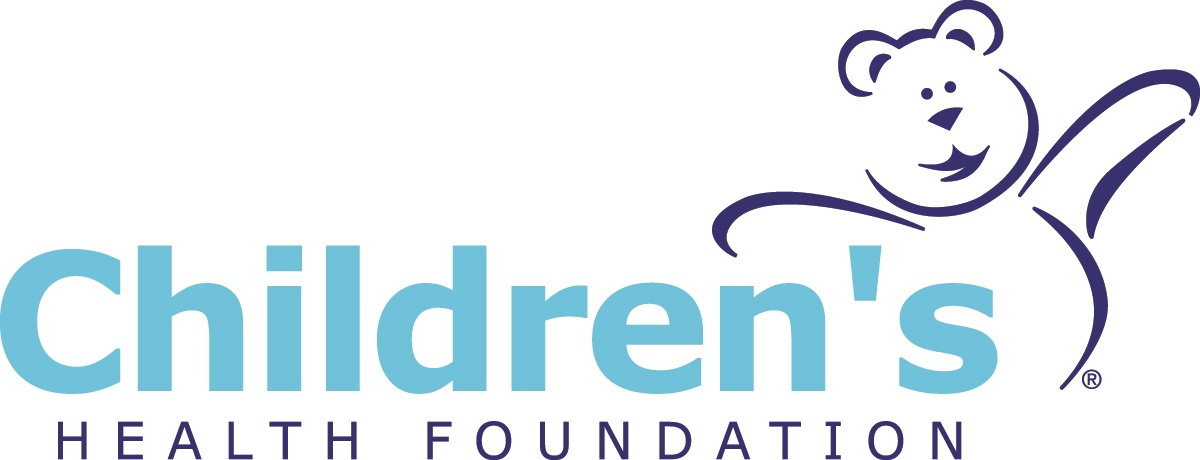 Children's
®
HEALTH FOUNDATION